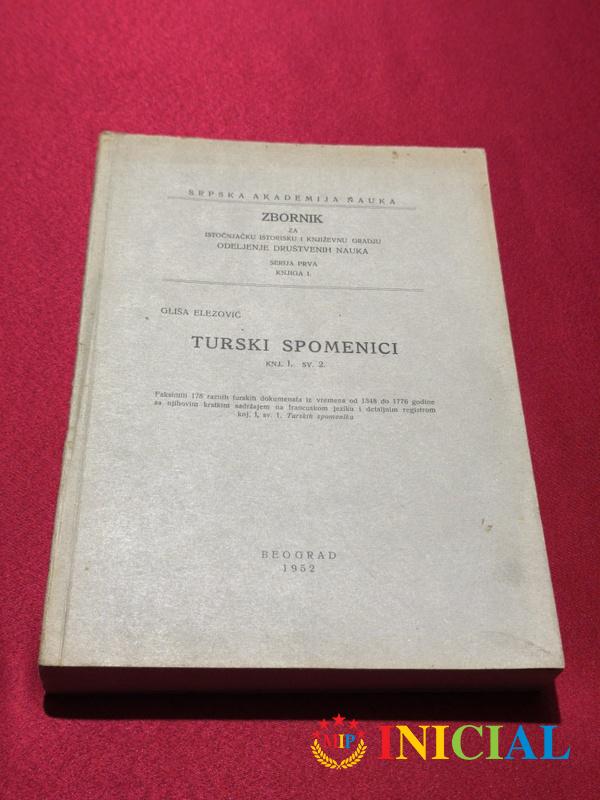 SRPSKA AKADEMIJA NAUKA
ZBORNIK
ZA
ISTOČNJAČKU ISTORISKU I KNJIŽEVNU GRADJU
ODELJENJE DRUŠTVENIH NAUKA
SERIJA PRVA
KNJIGA I.
GLIŠA ELEZOVIĆ
TURSKI SPOMENICI
KNJ. I. SV. 2.
Faksimili 178 raznih turskih dokumenata iz vremena od 1348 do 1776 godine
sa njihovim kratkim sadržajem na francuskom jeziku i detaljnim registrom
knj. I, sv. 1. Turskih spomenika
BEOGRAD
1952
MIP INICIAL